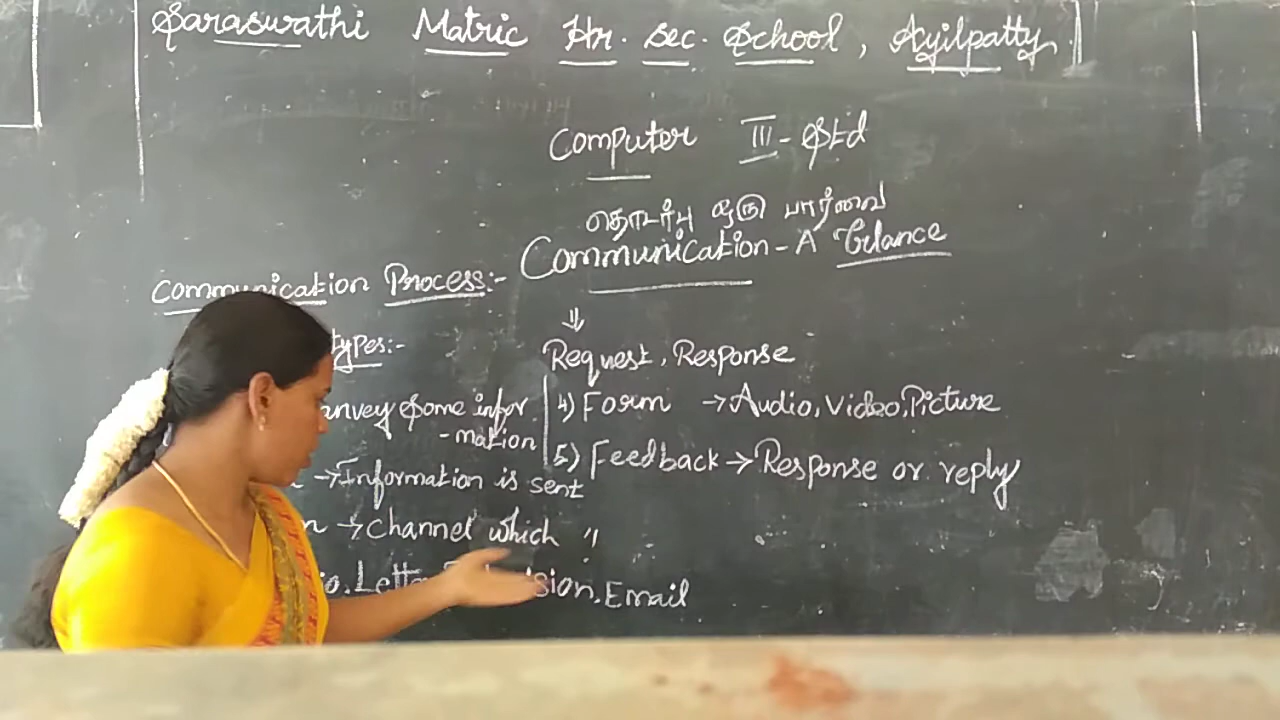 Saraswathi Matric Hr. Sec. School, Ayilpatty.
Computer III - Std
தொடர்பு ஒரு பார்வை
Communication - A Glance
Communication Process:-
⇓
Request, Response
types:-
anvey some infor
- mation
→ Information is sent
→ channel which "
io. Letter, Television. Email
4) Form → Audio, Video, Picture
5) Feedback → Response or reply